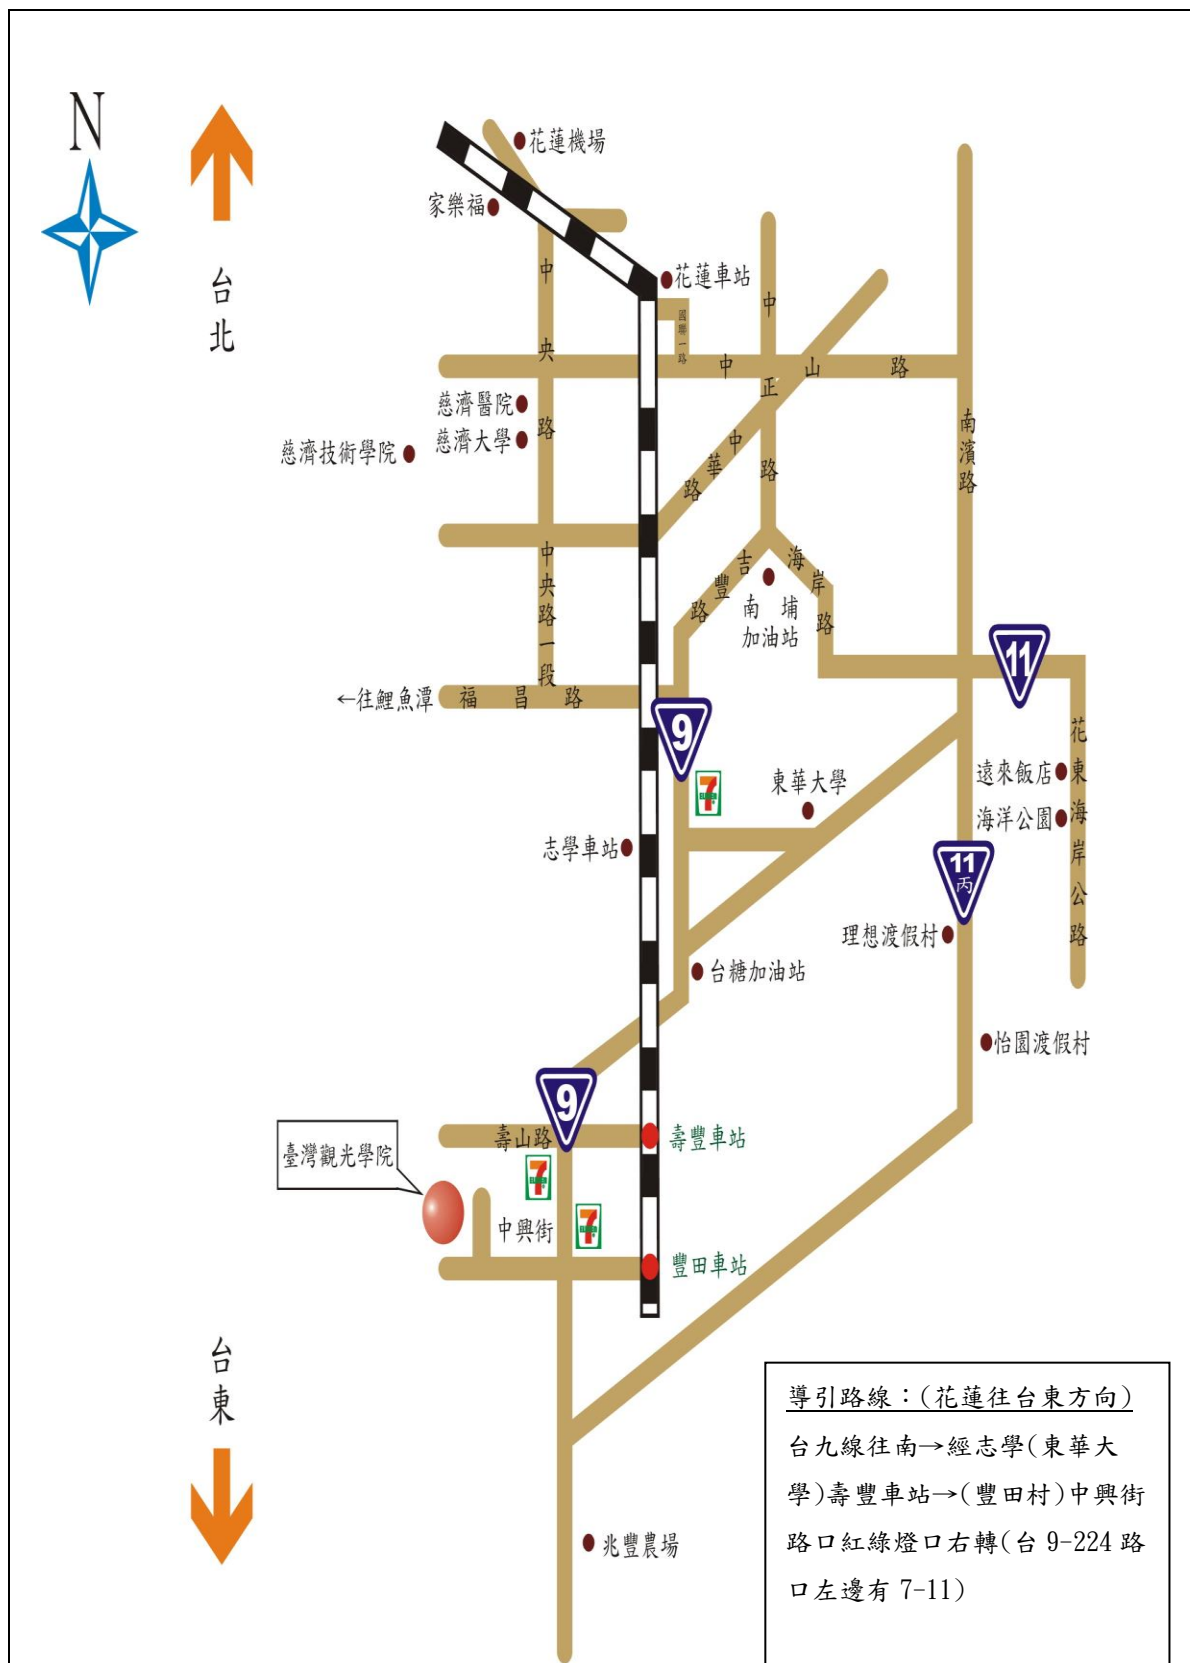 N
台北
花蓮機場
家樂福
花蓮車站
國聯一路
中央路
中正路
中山路
中華路
南濱路
慈濟醫院
慈濟大學
慈濟技術學院
中央路一段
吉豐路
海岸路
南埔
加油站
11
←往鯉魚潭
福昌路
9
7
ELEVEN
東華大學
花東海岸公路
遠來飯店
海洋公園
志學車站
11
丙
理想渡假村
台糖加油站
怡園渡假村
9
壽山路
壽豐車站
臺灣觀光學院
7
ELEVEN
中興街
7
ELEVEN
豐田車站
台東
兆豐農場
導引路線：(花蓮往台東方向)
台九線往南→經志學(東華大
學)壽豐車站→(豐田村)中興街
路口紅綠燈口右轉(台 9-224 路
口左邊有 7-11)